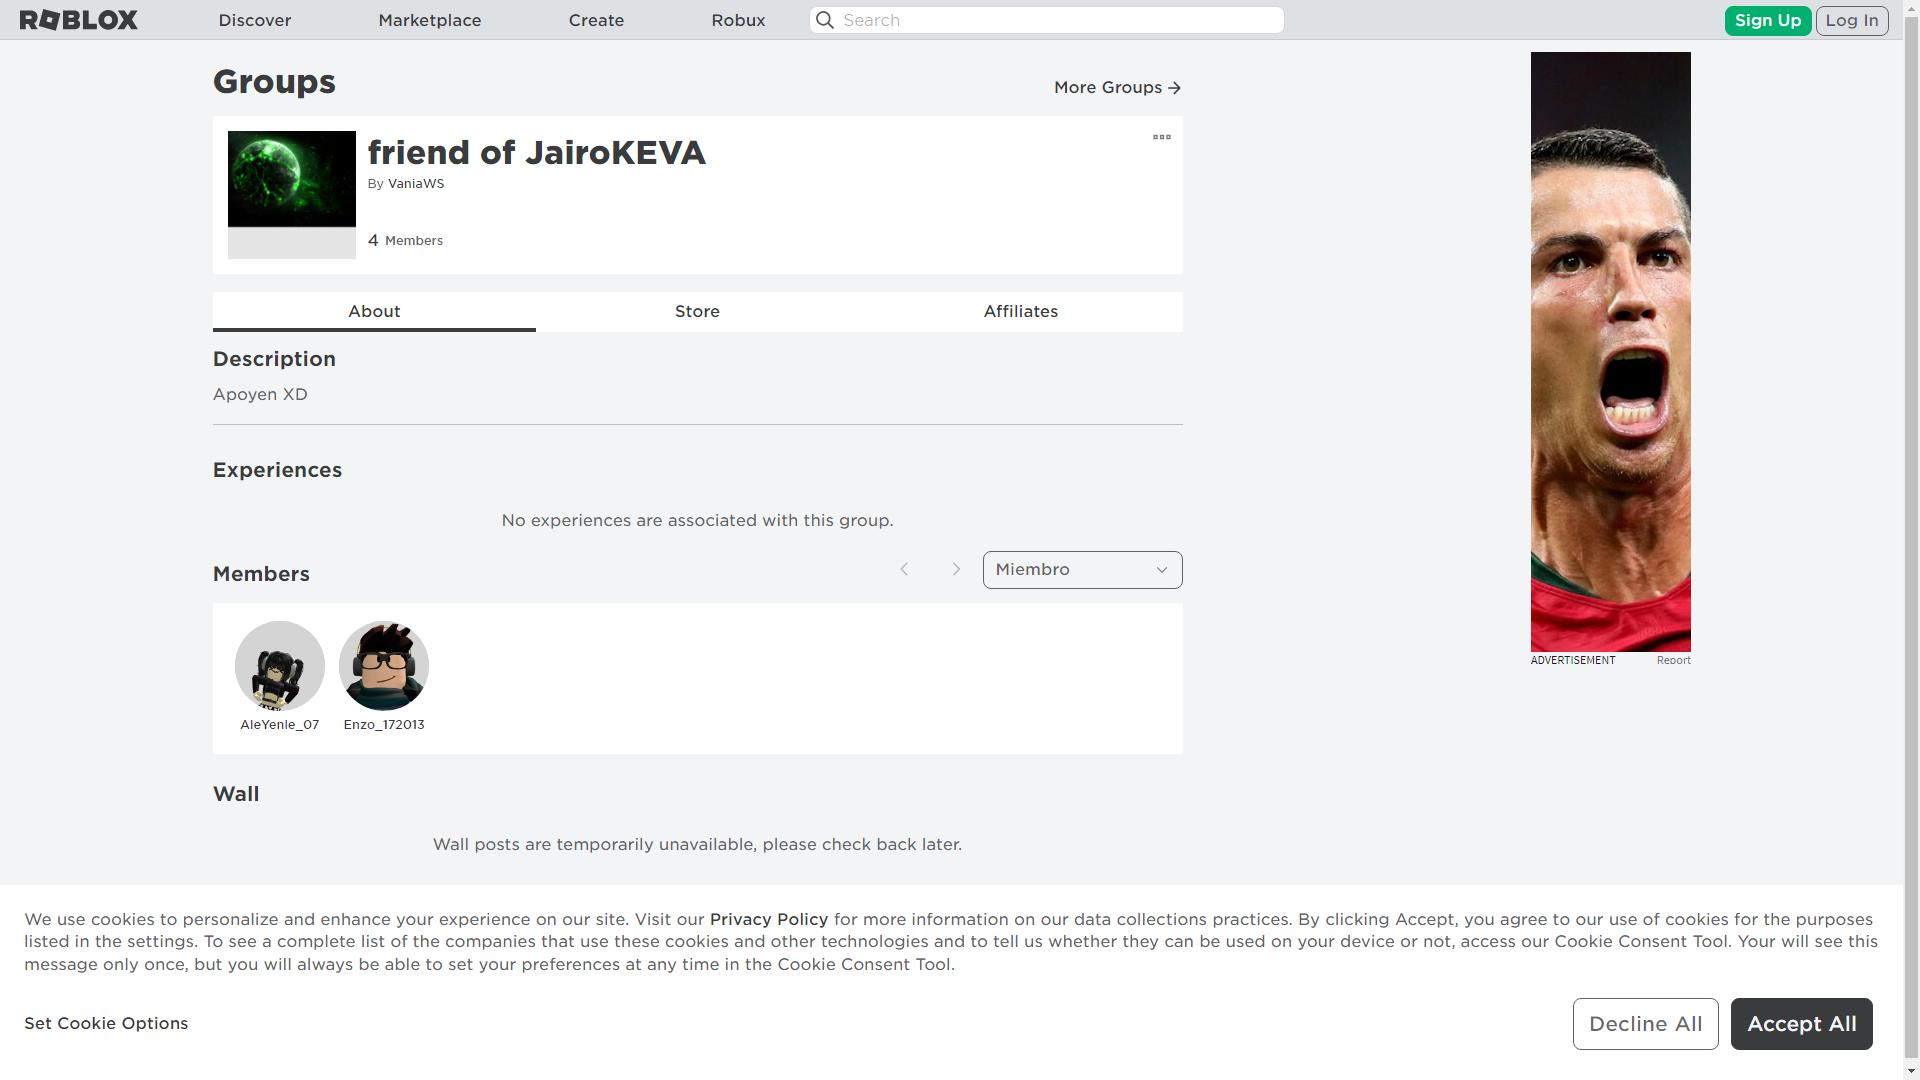 ROBLOX
Discover
Marketplace
Create
Robux
Search
Sign Up
Log In
Groups
More Groups
friend of JairoKEVA
By VaniaWS
4 Members
About
Store
Affiliates
Description
Apoyen XD
Experiences
No experiences are associated with this group.
Members
Miembro
AleYenle_07
Enzo_172013
Wall
Wall posts are temporarily unavailable, please check back later.
ADVERTISEMENT
Report
We use cookies to personalize and enhance your experience on our site. Visit our Privacy Policy for more information on our data collections practices. By clicking Accept, you agree to our use of cookies for the purposes
listed in the settings. To see a complete list of the companies that use these cookies and other technologies and to tell us whether they can be used on your device or not, access our Cookie Consent Tool. Your will see this
message only once, but you will always be able to set your preferences at any time in the Cookie Consent Tool.
Set Cookie Options
Decline All
Accept All